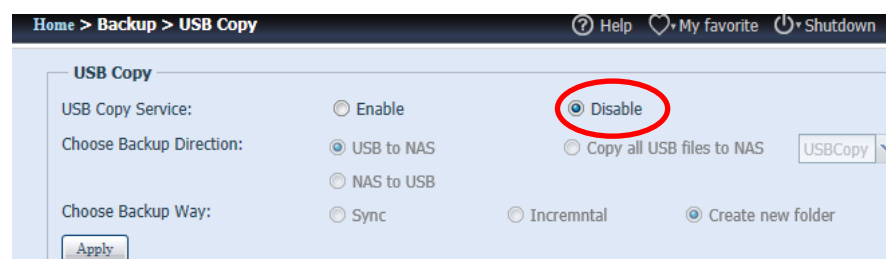 Home > Backup > USB Copy ? Help My favorite Shutdown
USB Copy
USB Copy Service: Enable Disable
Choose Backup Direction: USB to NAS Copy all USB files to NAS USBCopy
NAS to USB
Choose Backup Way: Sync Incremntal Create new folder
Apply